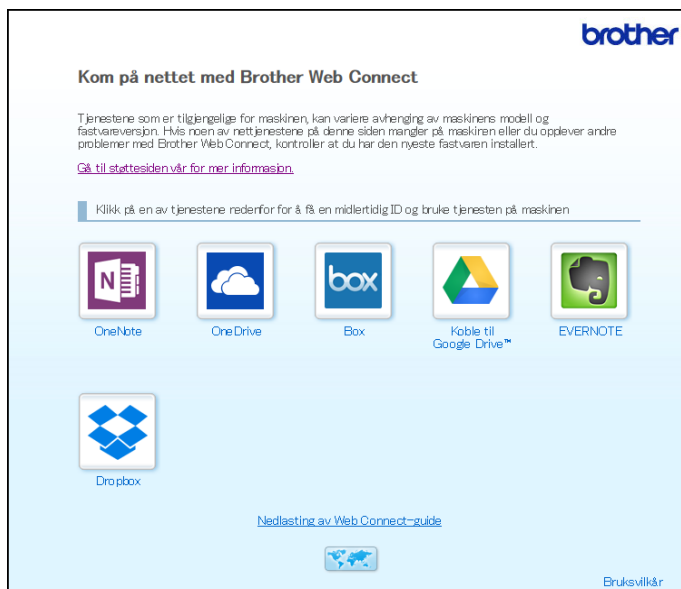 brother
Kom på nettet med Brother Web Connect
Tjenestene som er tilgjengelige for maskinen, kan variere avhenging av maskinens modell og
fastvareversjon. Hvis noen av nettjenestene på denne siden mangler på maskinen eller du opplever andre
problemer med Brother Web Connect, kontroller at du har den nyeste fastvaren installert.
Gå til støttesiden vår for mer informasjon.
Klikk på en av tjenestene redenfor for å få en midlertidig ID og bruke tjenesten på maskinen
N
box
OneNote
OneDrive
Box
Koble til
Google Drive™
EVERNOTE
Dropbox
Nedlasting av Web Connect-guide
Bruksvilkår